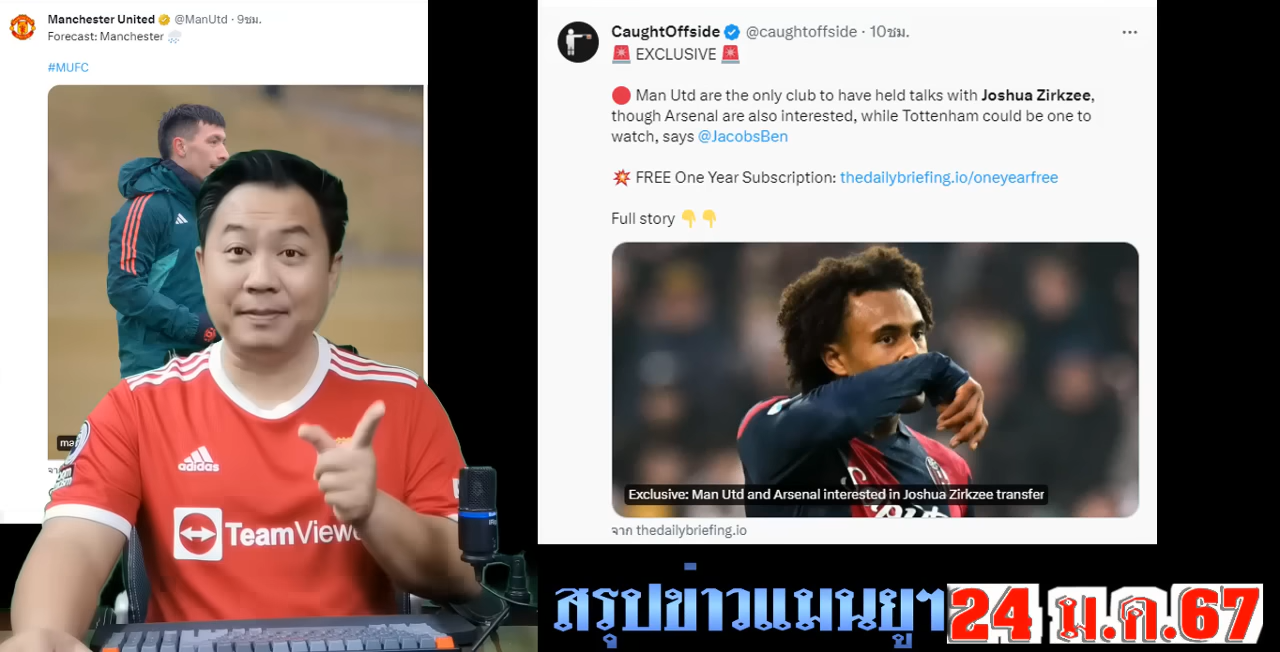 Manchester United @ManUtd · 9ชม.
Forecast: Manchester 🌧️
#MUFC
adidas
TeamViewe
CaughtOffside @caughtoffside · 10ชม.
🚨 EXCLUSIVE 🚨
🔴 Man Utd are the only club to have held talks with Joshua Zirkzee,
though Arsenal are also interested, while Tottenham could be one to
watch, says @JacobsBen
💥 FREE One Year Subscription: thedailybriefing.io/oneyearfree
Full story 👇👇
Exclusive: Man Utd and Arsenal interested in Joshua Zirkzee transfer
จาก thedailybriefing.io
สรุปข่าวแมนยูฯ 24 ม.ค.67